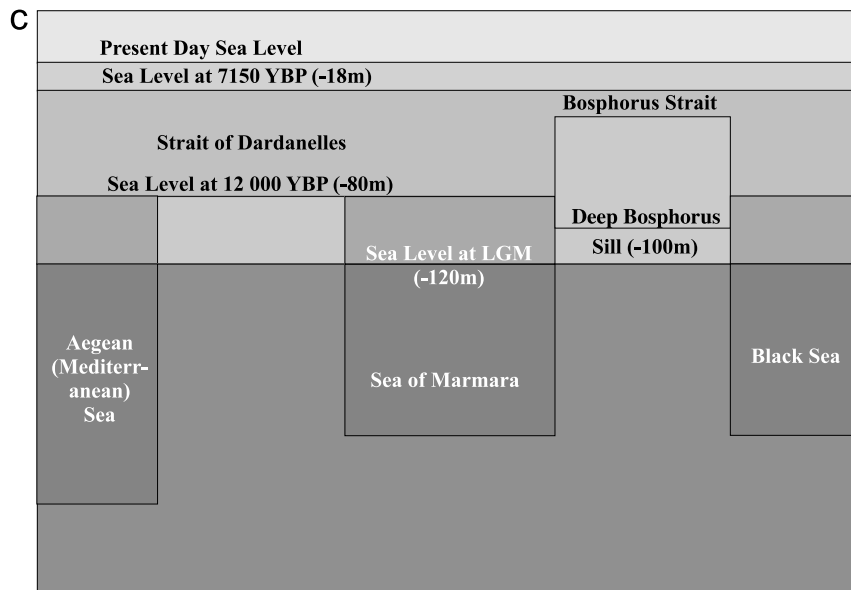 C
Present Day Sea Level
Sea Level at 7150 YBP (-18m)
Bosphorus Strait
Strait of Dardanelles
Sea Level at 12 000 YBP (-80m)
Deep Bosphorus
Sill (-100m)
Sea Level at LGM
(-120m)
Aegean
(Mediterr-
anean)
Sea
Sea of Marmara
Black Sea